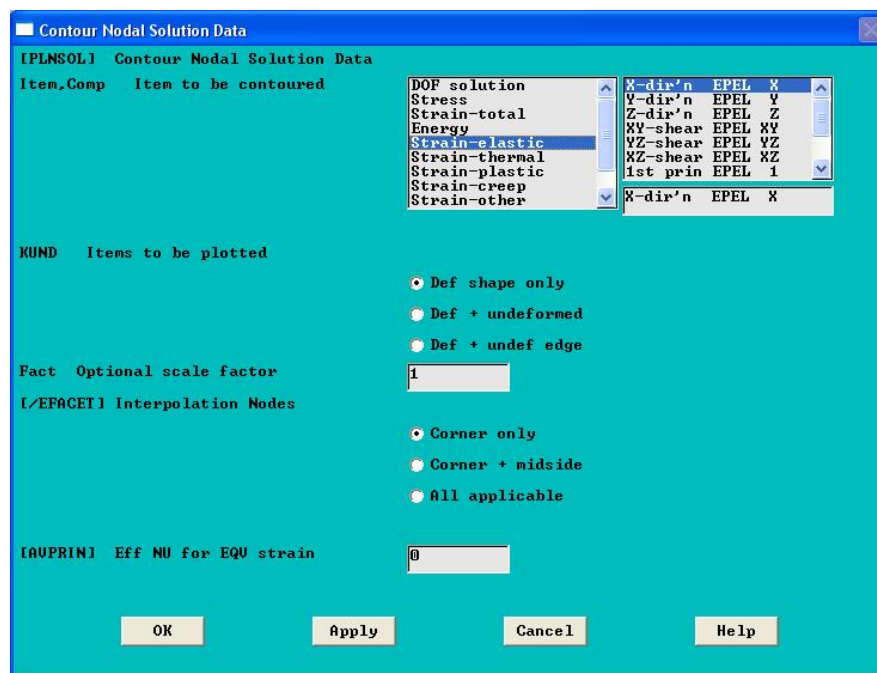 Contour Nodal Solution Data
[PLNSOL] Contour Nodal Solution Data
Item,Comp Item to be contoured
DOF solution
Stress
Strain-total
Energy
Strain-elastic
Strain-thermal
Strain-plastic
Strain-creep
Strain-other
X-dir'n EPEL X
Y-dir'n EPEL Y
Z-dir'n EPEL Z
XY-shear EPEL XY
YZ-shear EPEL YZ
XZ-shear EPEL XZ
1st prin EPEL 1
X-dir'n EPEL X
KUND Items to be plotted
Def shape only
Def + undeformed
Def + undef edge
Fact Optional scale factor
1
[/EFACET] Interpolation Nodes
Corner only
Corner + midside
All applicable
[AVPRIN] Eff NU for EQV strain
0
OK Apply Cancel Help